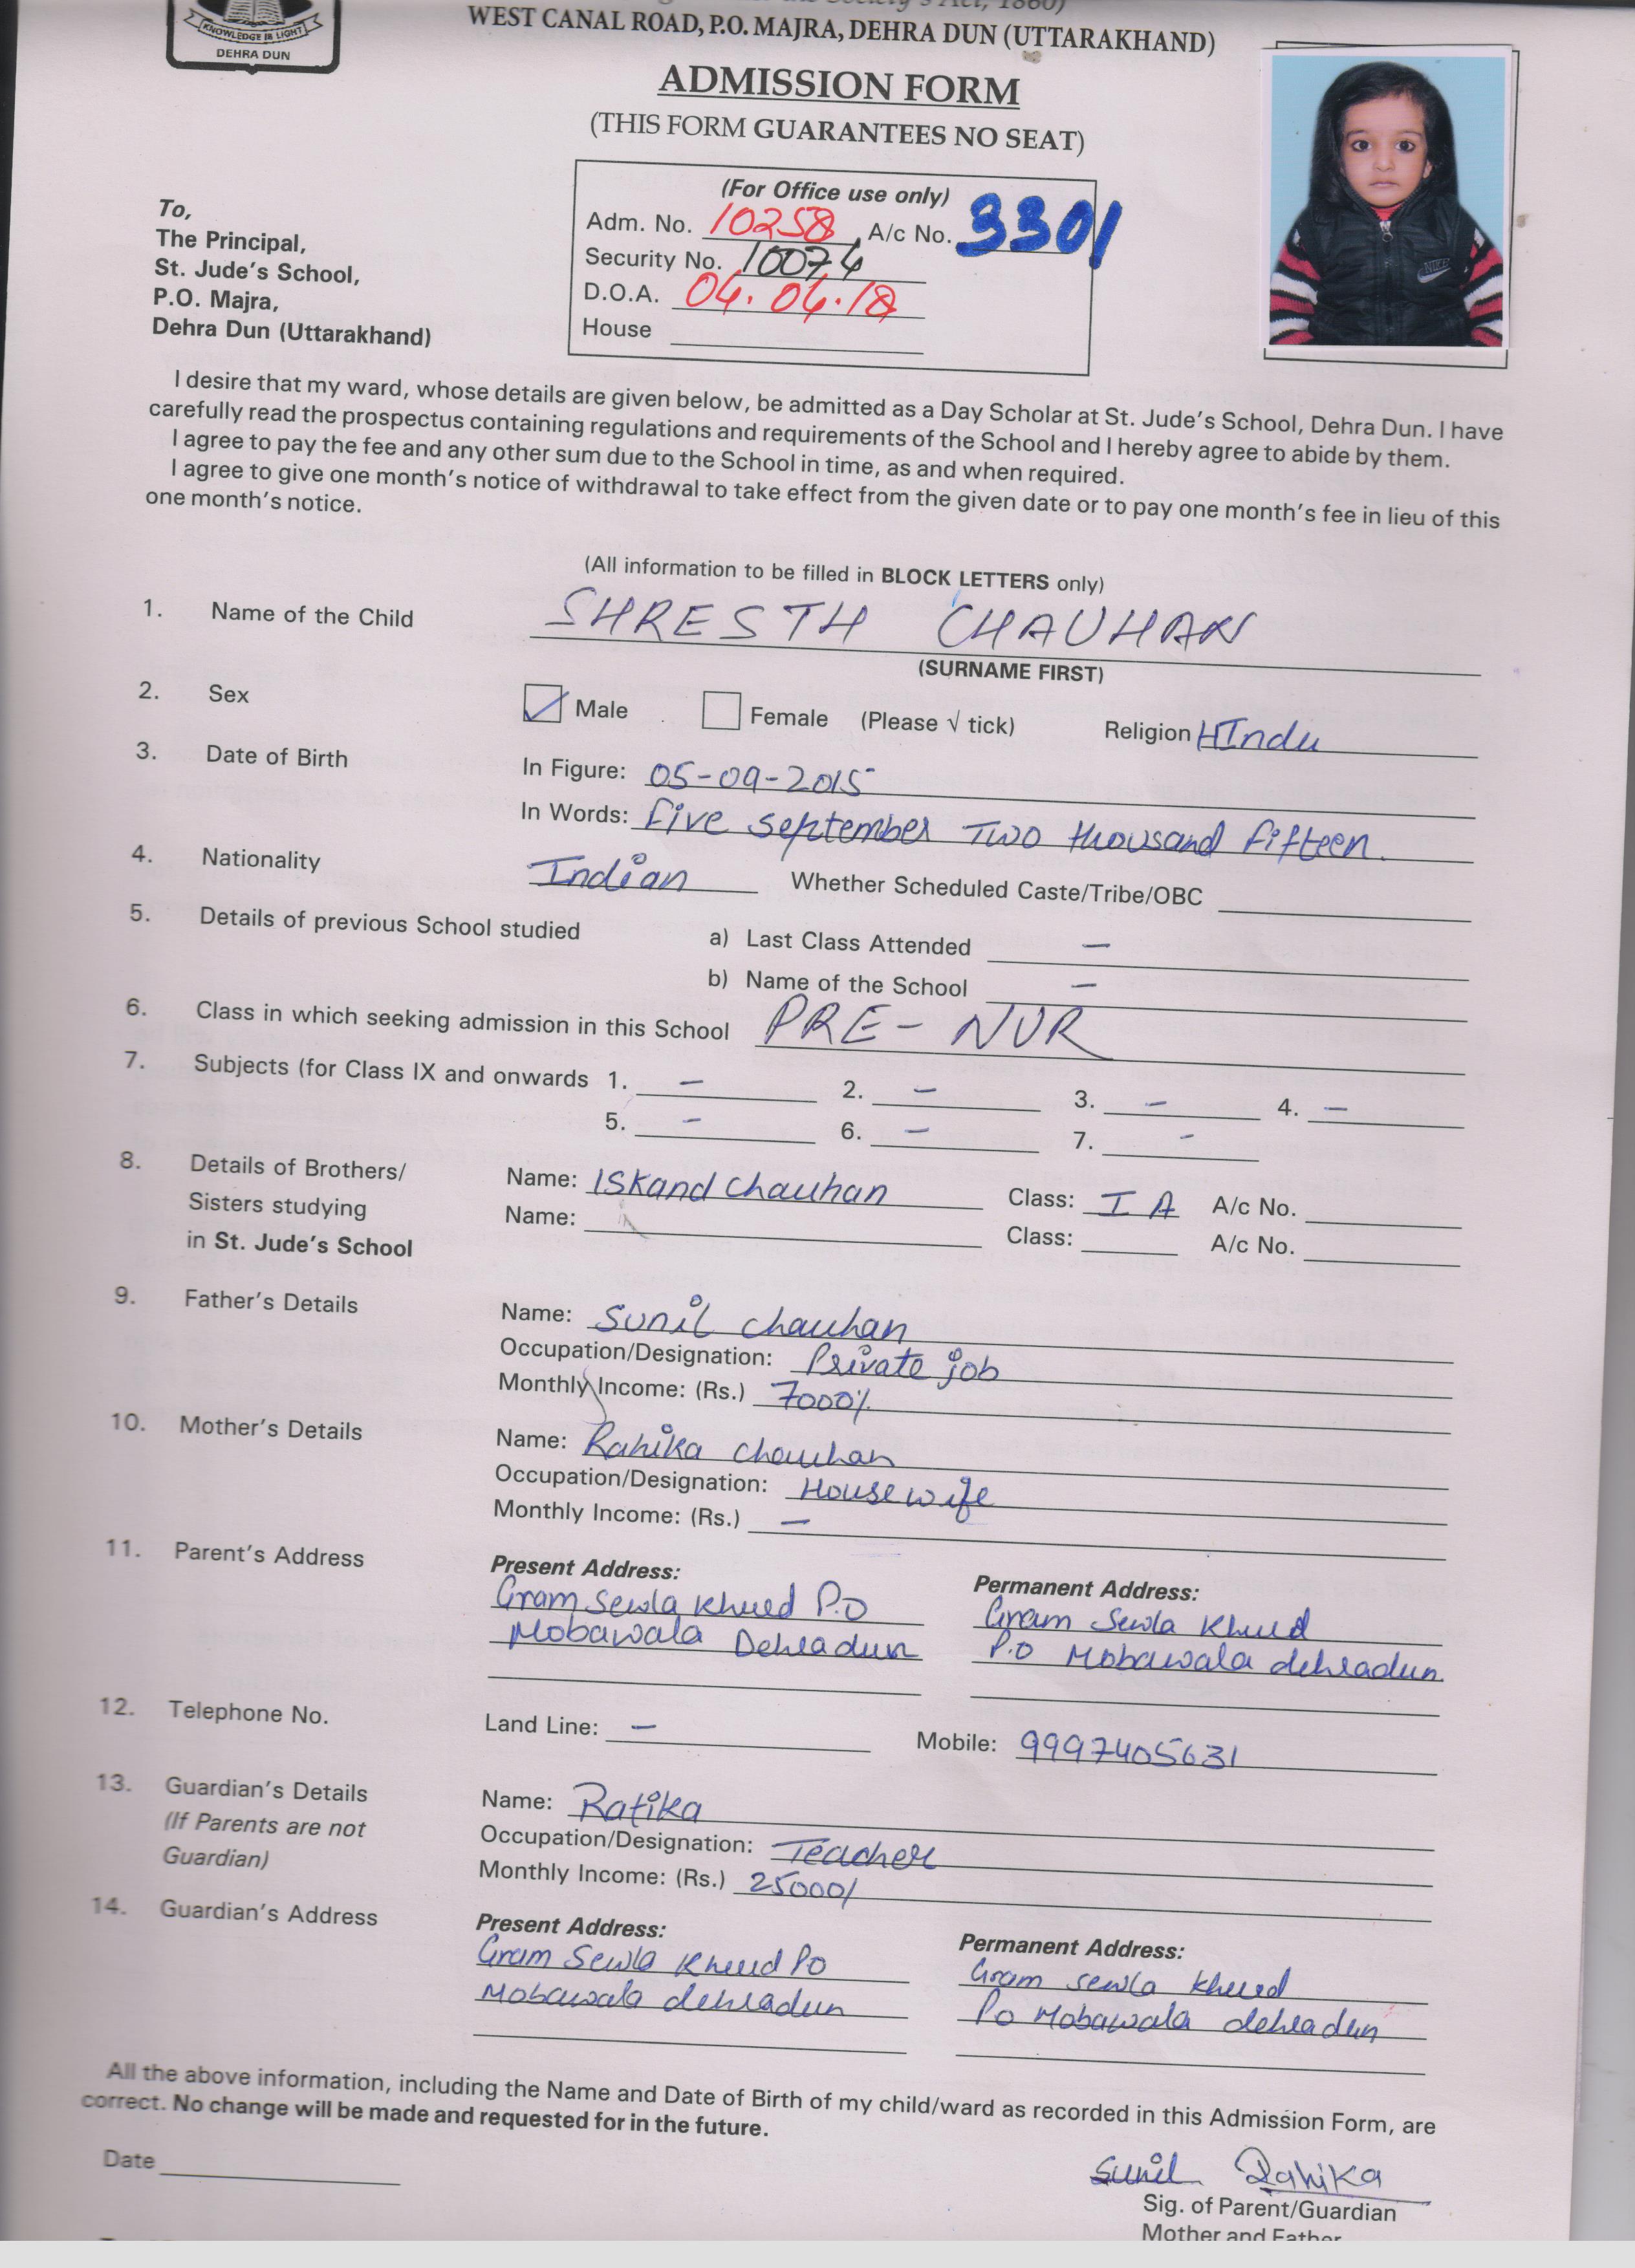 KNOWLEDGE IS LIGHT
DEHRA DUN
Society's Act, 1860)
WEST CANAL ROAD, P.O. MAJRA, DEHRA DUN (UTTARAKHAND)
ADMISSION FORM
(THIS FORM GUARANTEES NO SEAT)
(For Office use only)
Adm. No. 10258, A/c No. 3301
Security No. 10074
D.O.A. 04.04.18
House
To,
The Principal,
St. Jude's School,
P.O. Majra,
Dehra Dun (Uttarakhand)
NIKE
I desire that my ward, whose details are given below, be admitted as a Day Scholar at St. Jude's School, Dehra Dun. I have
carefully read the prospectus containing regulations and requirements of the School and I hereby agree to abide by them.
I agree to pay the fee and any other sum due to the School in time, as and when required.
I agree to give one month's notice of withdrawal to take effect from the given date or to pay one month's fee in lieu of this
one month's notice.
(All information to be filled in BLOCK LETTERS only)
1. Name of the Child SHRESTH CHAUHAN
(SURNAME FIRST)
2. Sex ✓ Male Female (Please √ tick) Religion HIndu
3. Date of Birth In Figure: 05-09-2015
In Words: five september Two thousand fifteen.
4. Nationality Indian Whether Scheduled Caste/Tribe/OBC
5. Details of previous School studied a) Last Class Attended —
b) Name of the School —
6. Class in which seeking admission in this School PRE-NUR
7. Subjects (for Class IX and onwards 1. — 2. — 3. — 4. —
5. — 6. — 7. —
8. Details of Brothers/ Name: ISkand chauhan Class: I A A/c No.
Sisters studying Name: Class: A/c No.
in St. Jude's School
9. Father's Details Name: Sunil chauhan
Occupation/Designation: Private job
Monthly Income: (Rs.) 7000/.
10. Mother's Details Name: Ratika chauhan
Occupation/Designation: House wife
Monthly Income: (Rs.) —
11. Parent's Address Present Address: Permanent Address:
Gram Sewla Khurd P.O Gram Sewla Khurd
Mobawala Dehradun P.O Mobawala dehradun.
12. Telephone No. Land Line: — Mobile: 9997405631
13. Guardian's Details Name: Ratika
(If Parents are not Occupation/Designation: Teacher
Guardian) Monthly Income: (Rs.) 25000/
14. Guardian's Address Present Address: Permanent Address:
Gram Sewla Khurd Po Gram sewla khurd
Mobawala dehradun Po Mobawala dehradun
All the above information, including the Name and Date of Birth of my child/ward as recorded in this Admission Form, are
correct. No change will be made and requested for in the future.
Date
Sunil Ratika
Sig. of Parent/Guardian
Mother and Father